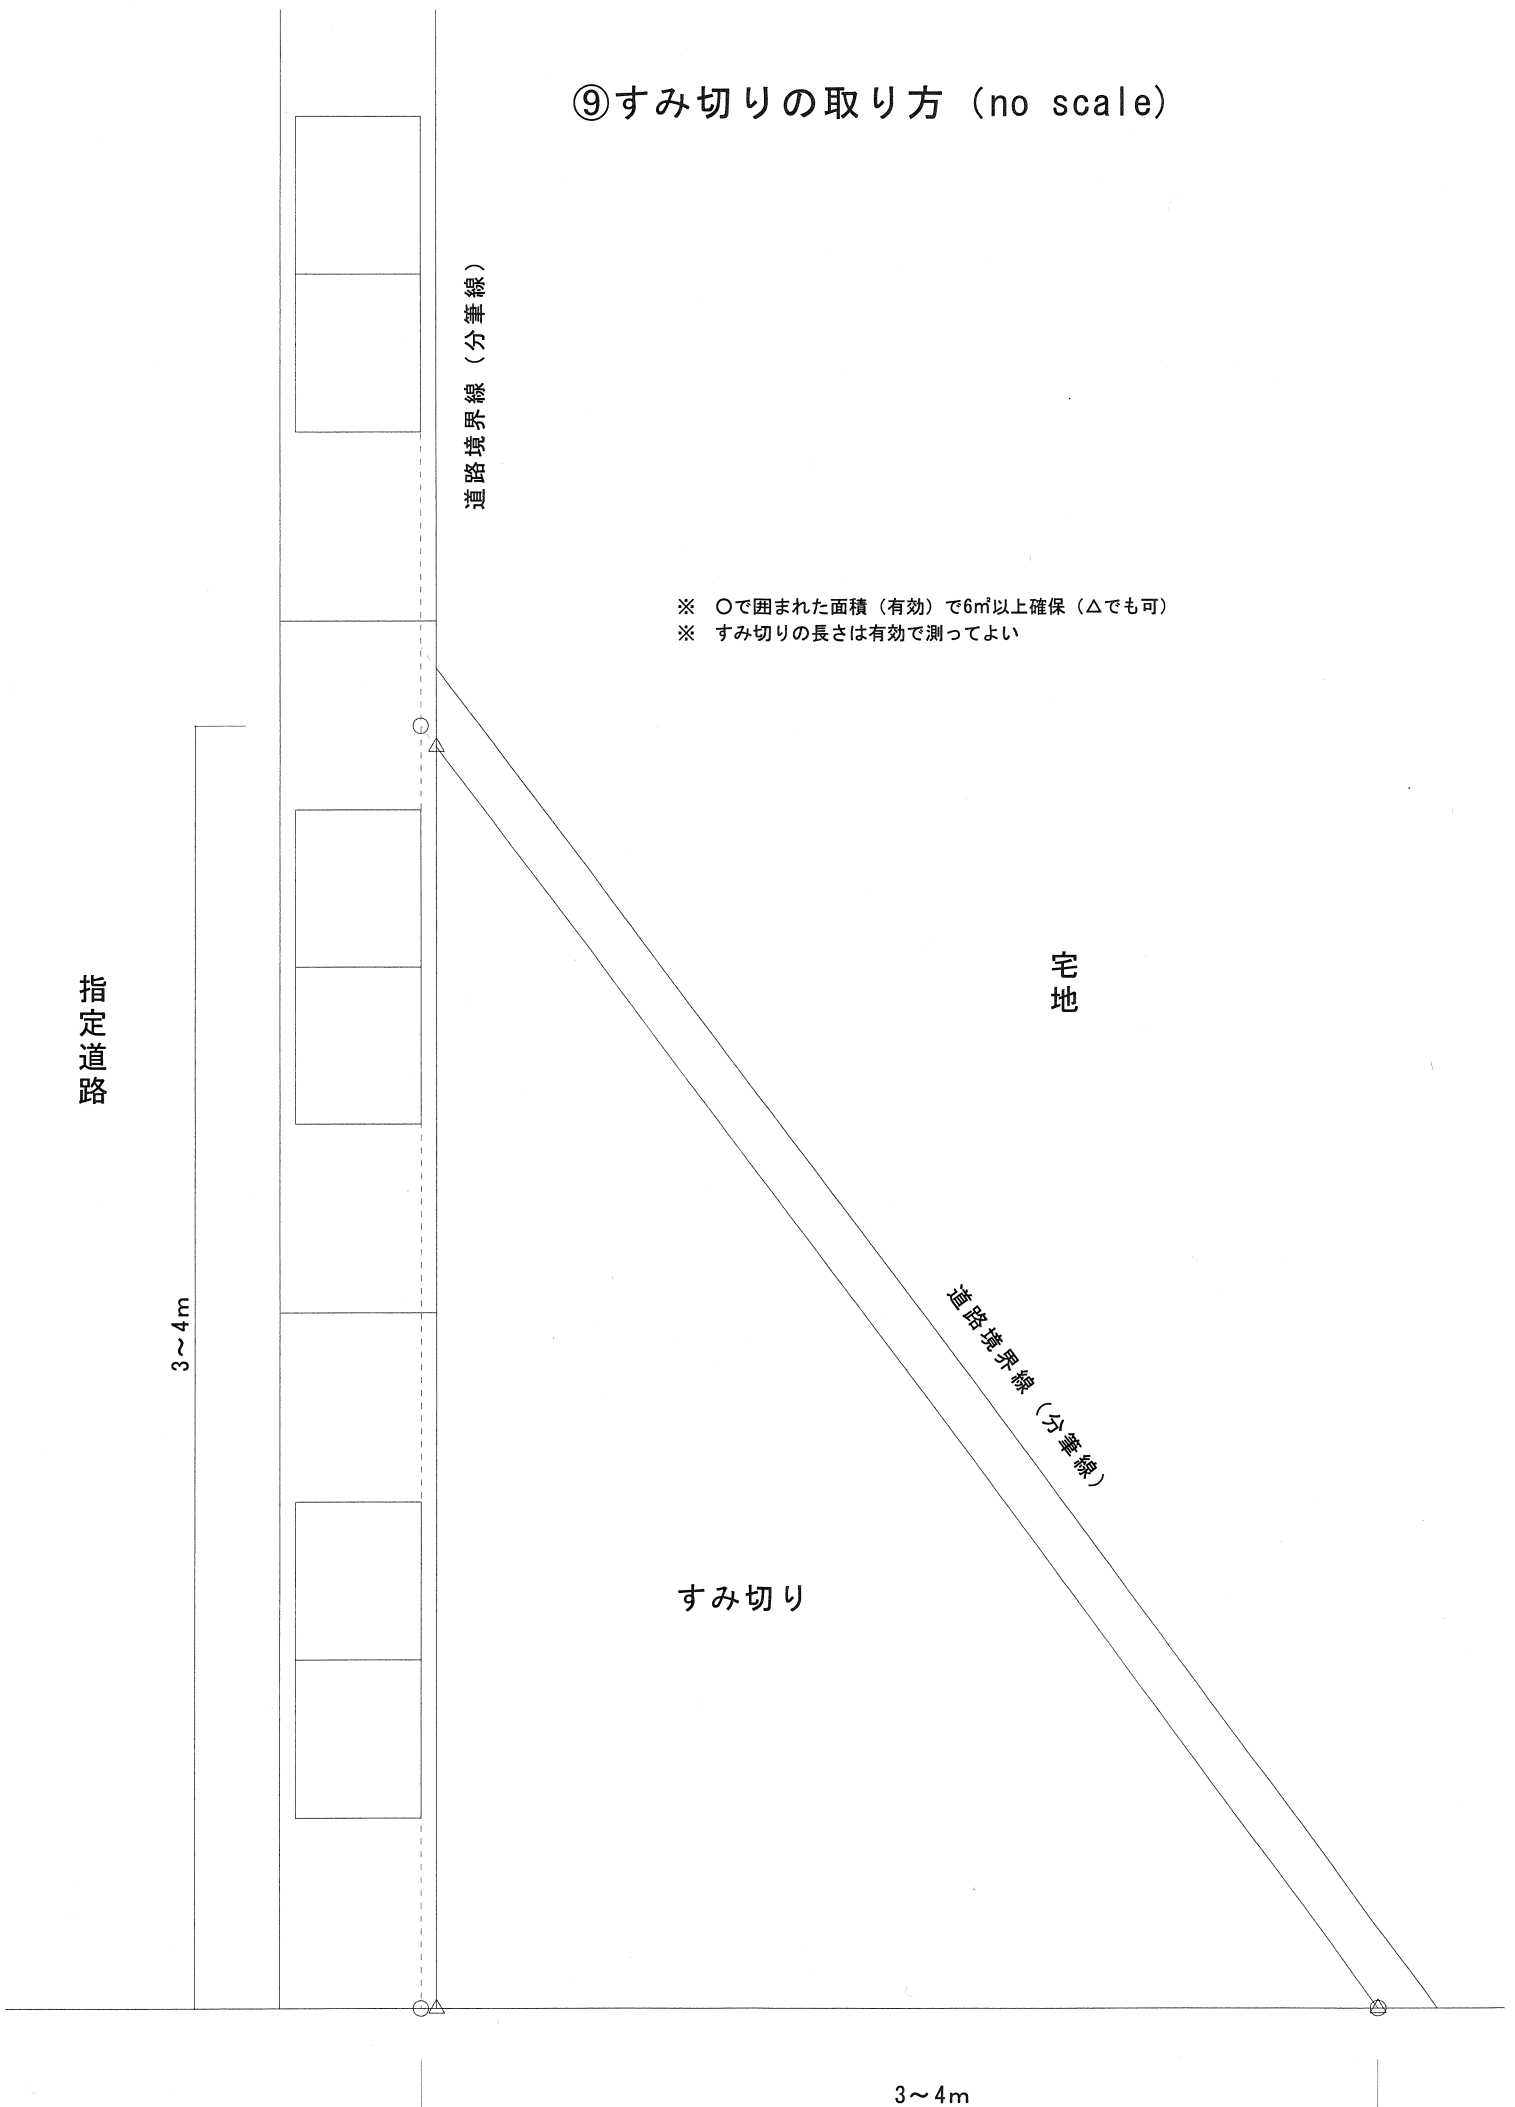 ⑨すみ切りの取り方 (no scale)
道路境界線（分筆線）
※　〇で囲まれた面積（有効）で6㎡以上確保（△でも可）
※　すみ切りの長さは有効で測ってよい
宅地
指定道路
3～4m
道路境界線（分筆線）
すみ切り
3～4m